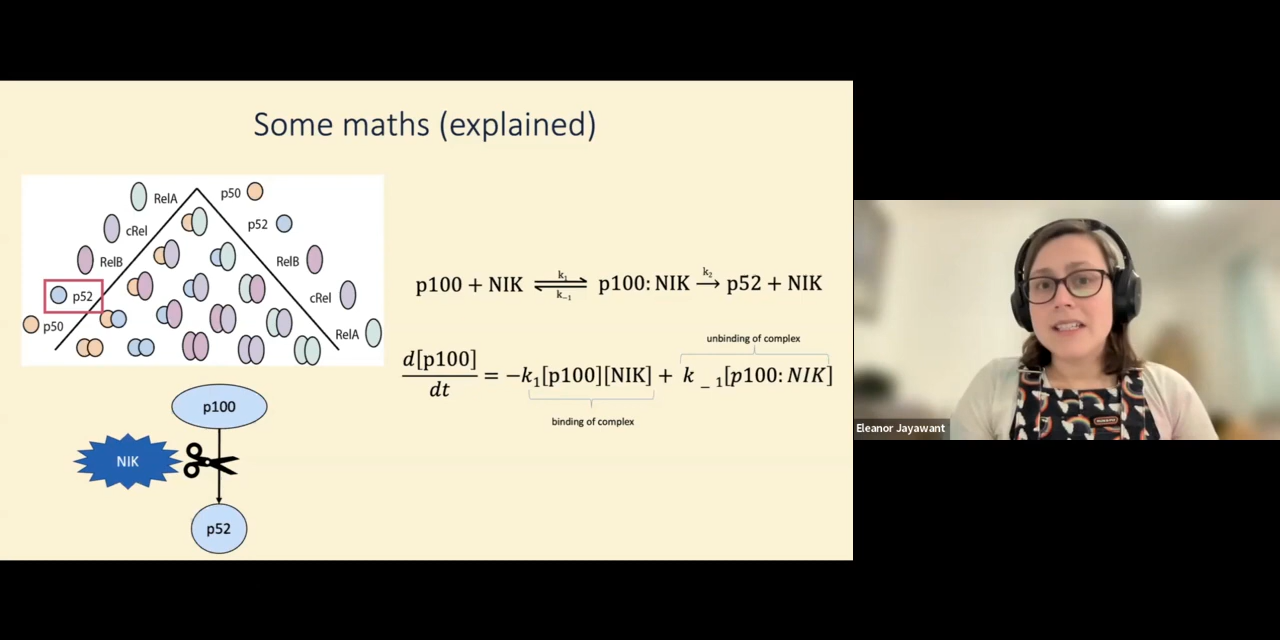 Some maths (explained)
RelA
p50
cRel
p52
RelB
RelB
p52
cRel
p50
RelA
p100
NIK
p52
p100 + NIK ⇌ p100: NIK → p52 + NIK
k₁
k₋₁
k₂
unbinding of complex
d[p100]/dt = −k₁[p100][NIK] + k ₋ ₁[p100: NIK]
binding of complex
Eleanor Jayawant